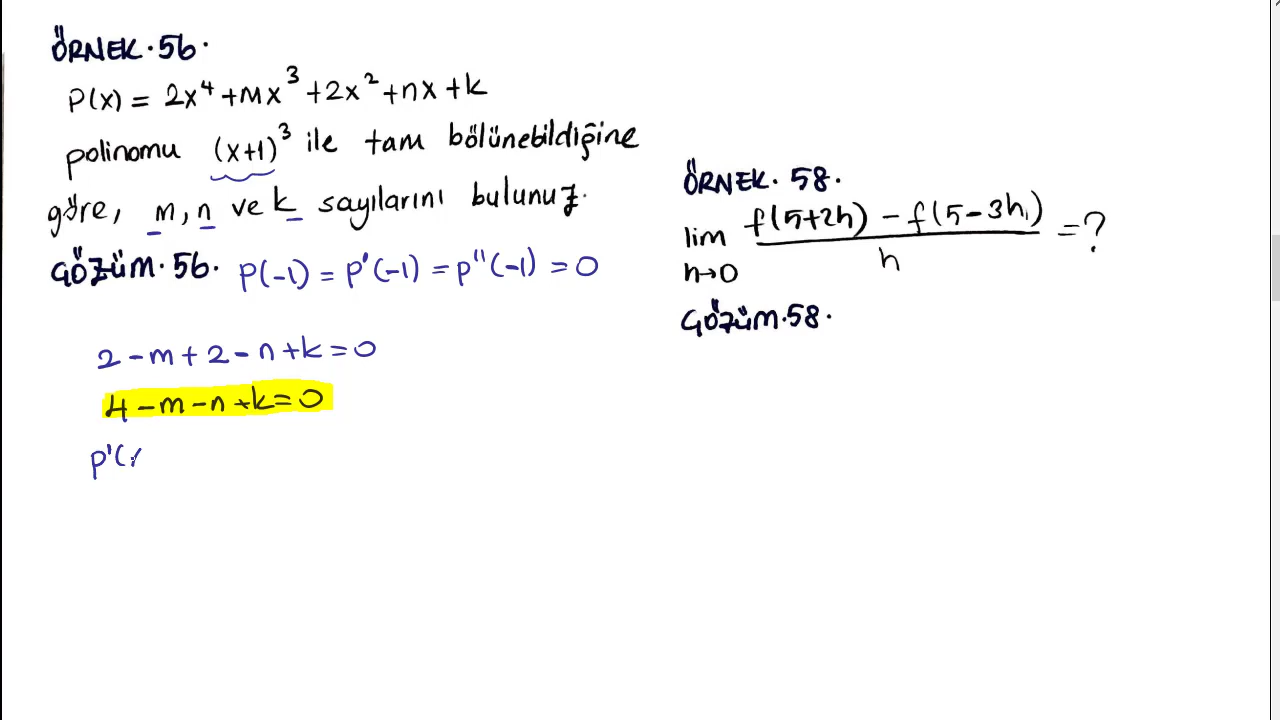 ÖRNEK.56.
P(x) = 2x⁴ + mx³ + 2x² + nx + k
polinomu (x+1)³ ile tam bölünebildiğine
göre, m, n ve k sayılarını bulunuz.
ÇÖZÜM.56. P(-1) = P'(-1) = P''(-1) = 0
2 - m + 2 - n + k = 0
4 - m - n + k = 0
P'(
ÖRNEK. 58.
lim h→0 f(5+2h) - f(5-3h) / h = ?
ÇÖZÜM.58.